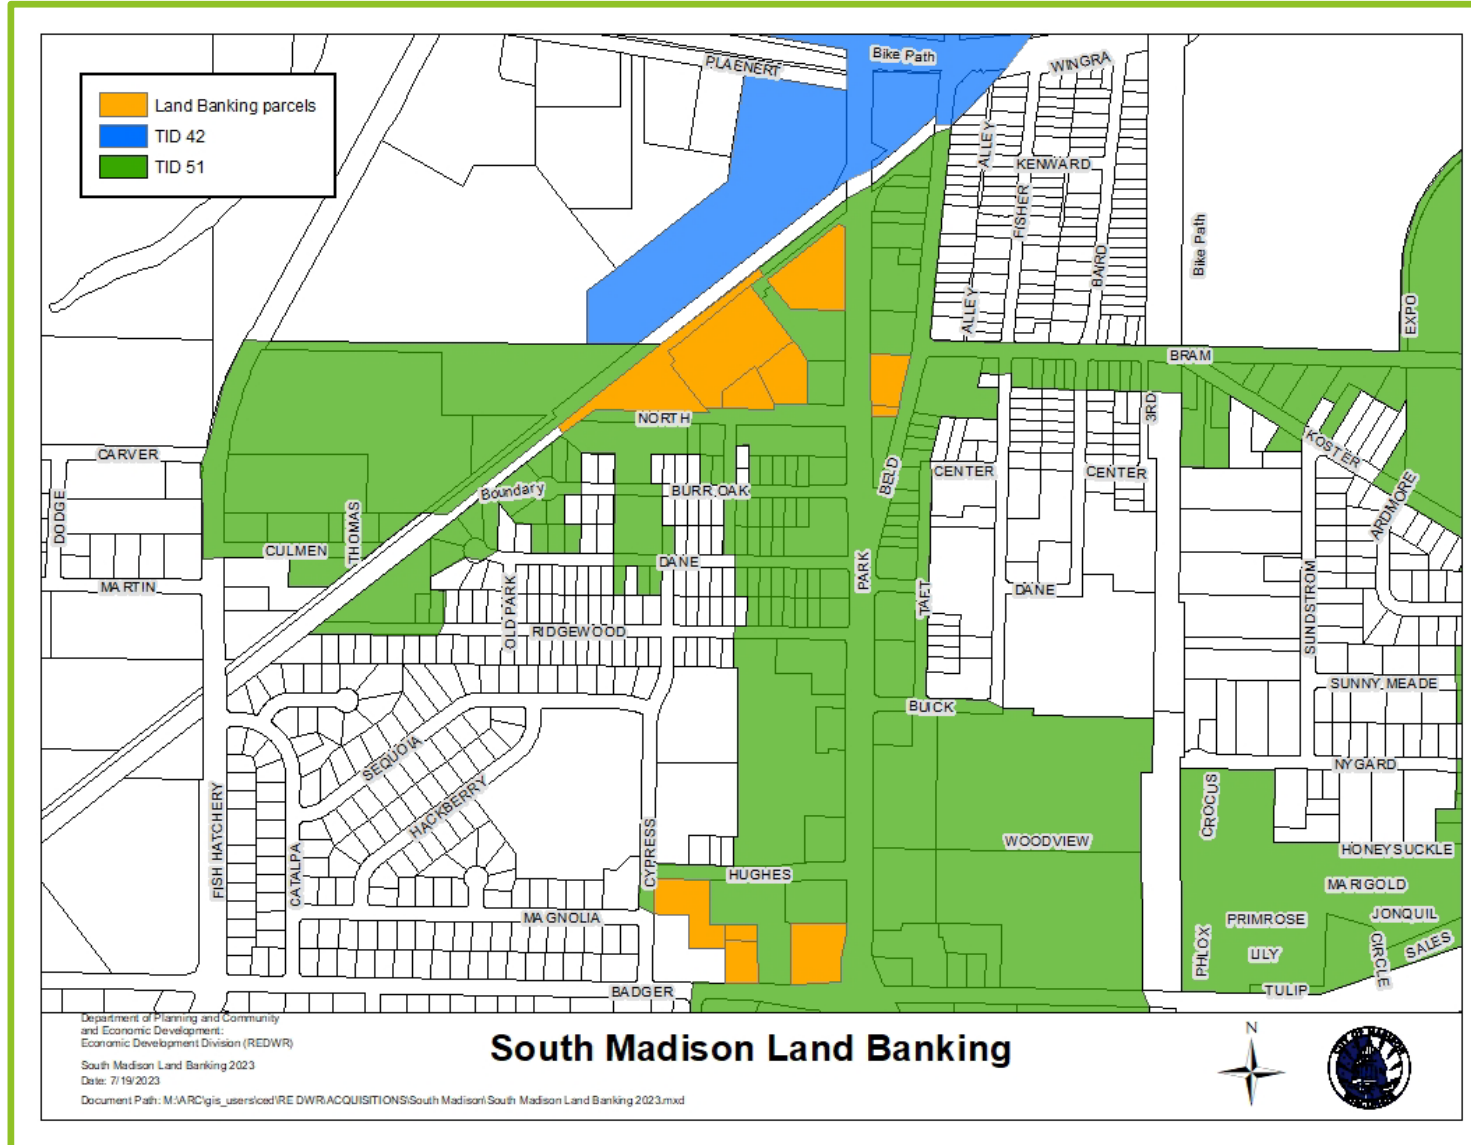 PLAENERT
Bike Path
WINGRA
Land Banking parcels
TID 42
TID 51
ALLEY
KENWARD
FISHER
BAIRD
Bike Path
ALLEY
EXPO
BRAM
NORTH
3RD
KOSTER
CARVER
BELD
CENTER
CENTER
Boundary
BURR OAK
DODGE
THOMAS
ARDMORE
CULMEN
DANE
PARK
MARTIN
OLD PARK
TAFT
DANE
SUNDSTROM
RIDGEWOOD
SUNNY MEADE
BUICK
SEQUOIA
NYGARD
HACKBERRY
CROCUS
FISH HATCHERY
CATALPA
CYPRESS
WOODVIEW
HONEYSUCKLE
HUGHES
MARIGOLD
MAGNOLIA
PRIMROSE
JONQUIL
PHLOX
LILY
CIRCLE
SALES
BADGER
TULIP
Department of Planning and Community
and Economic Development:
Economic Development Division (REDWR)
South Madison Land Banking 2023
Date: 7/19/2023
Document Path: M:\ARC\gis_users\ced\RE DWR\ACQUISITIONS\South Madison\South Madison Land Banking 2023.mxd
South Madison Land Banking
N
CITY OF MADISON